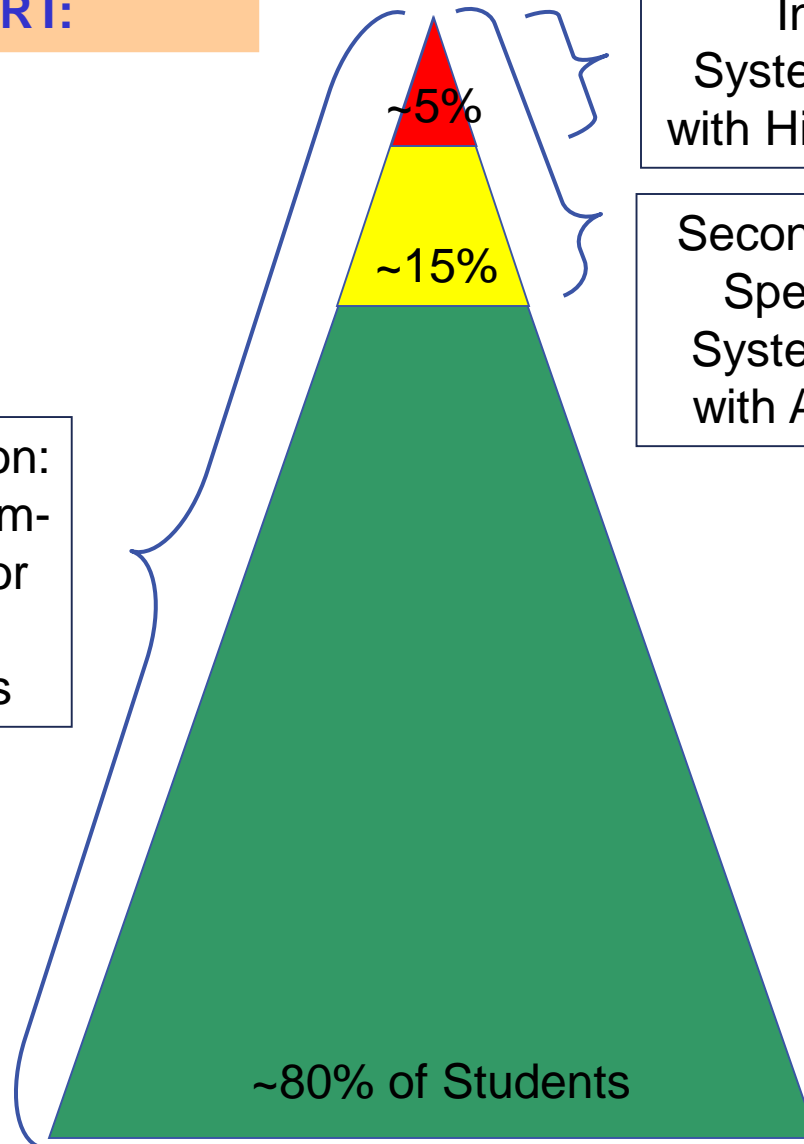 RT:
~5%
In
Syste
with Hi
~15%
Secon
Spe
Syste
with A
on:
m-
or
s
~80% of Students